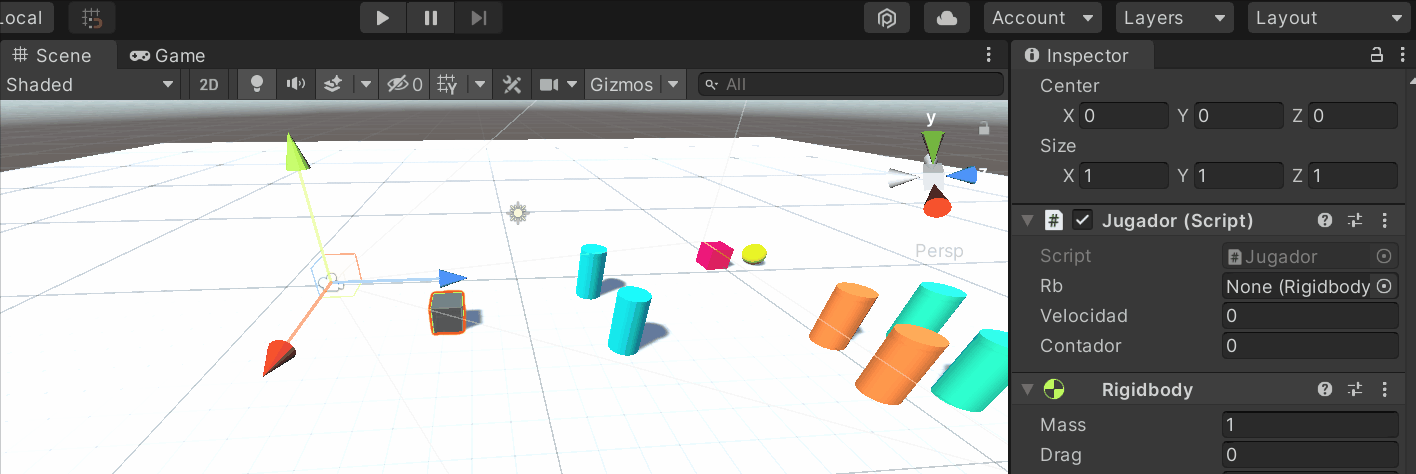 Local
Account
Layers
Layout
Scene
Game
Inspector
Shaded
2D
0
Gizmos
All
Center
X 0 Y 0 Z 0
Size
X 1 Y 1 Z 1
# Jugador (Script)
Script # Jugador
Rb None (Rigidbody
Velocidad 0
Contador 0
Rigidbody
Mass 1
Drag 0
y
z
Persp